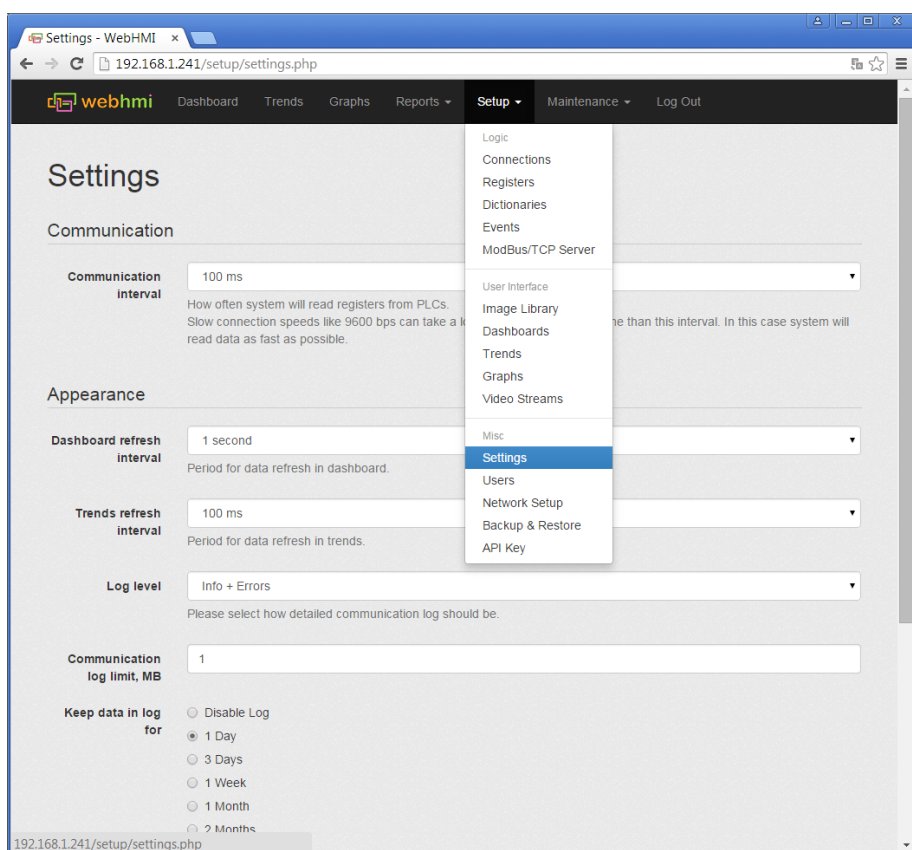 Settings - WebHMI ×
192.168.1.241/setup/settings.php
webhmi Dashboard Trends Graphs Reports Setup Maintenance Log Out
Logic
Connections
Registers
Dictionaries
Events
ModBus/TCP Server
User Interface
Image Library
Dashboards
Trends
Graphs
Video Streams
Misc
Settings
Users
Network Setup
Backup & Restore
API Key
Settings
Communication
Communication interval
100 ms
How often system will read registers from PLCs.
Slow connection speeds like 9600 bps can take a me than this interval. In this case system will
read data as fast as possible.
Appearance
Dashboard refresh interval
1 second
Period for data refresh in dashboard.
Trends refresh interval
100 ms
Period for data refresh in trends.
Log level
Info + Errors
Please select how detailed communication log should be.
Communication log limit, MB
1
Keep data in log for
Disable Log
1 Day
3 Days
1 Week
1 Month
2 Months
192.168.1.241/setup/settings.php